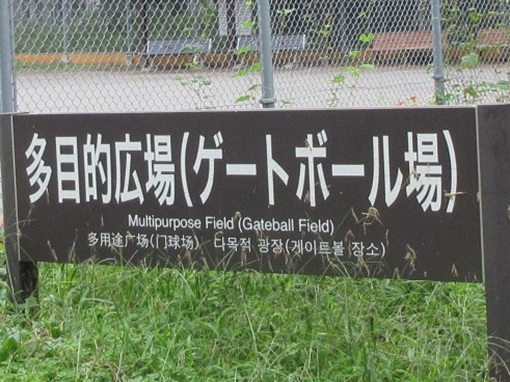 多目的広場(ゲートボール場)
Multipurpose Field (Gateball Field)
多用途广场(门球场) 다목적 광장(게이트볼 장소)